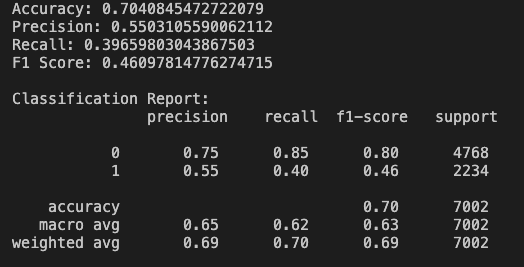 Accuracy: 0.7040845472722079
Precision: 0.5503105590062112
Recall: 0.39659803043867503
F1 Score: 0.46097814776274715
Classification Report:
precision recall f1-score support
0 0.75 0.85 0.80 4768
1 0.55 0.40 0.46 2234
accuracy 0.70 7002
macro avg 0.65 0.62 0.63 7002
weighted avg 0.69 0.70 0.69 7002